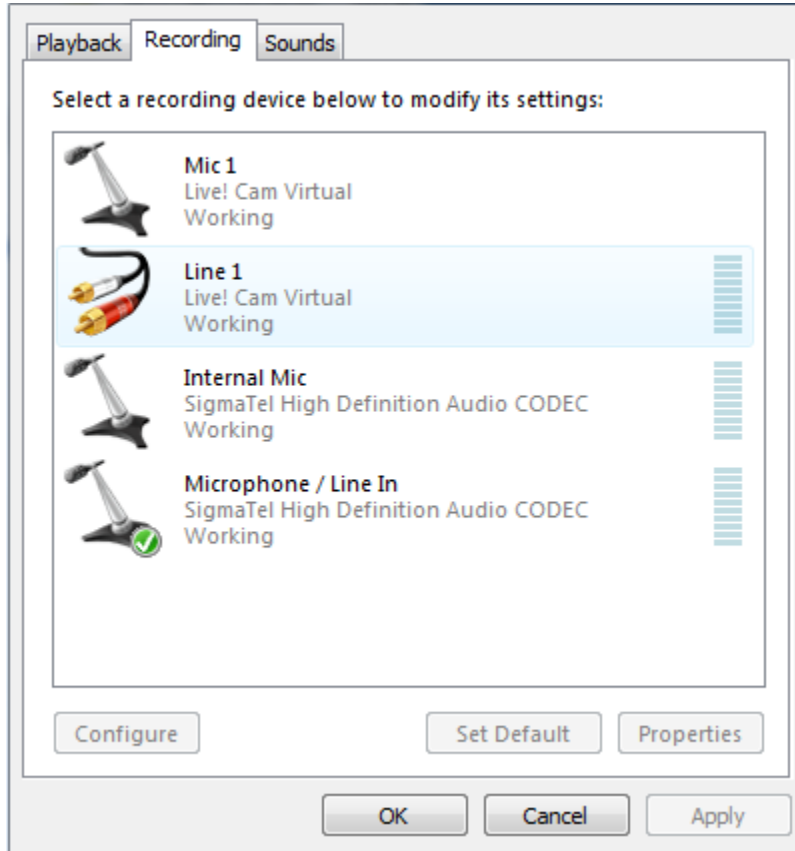 Playback Recording Sounds
Select a recording device below to modify its settings:
Mic 1
Live! Cam Virtual
Working
Line 1
Live! Cam Virtual
Working
Internal Mic
SigmaTel High Definition Audio CODEC
Working
Microphone / Line In
SigmaTel High Definition Audio CODEC
Working
Configure Set Default Properties
OK Cancel Apply